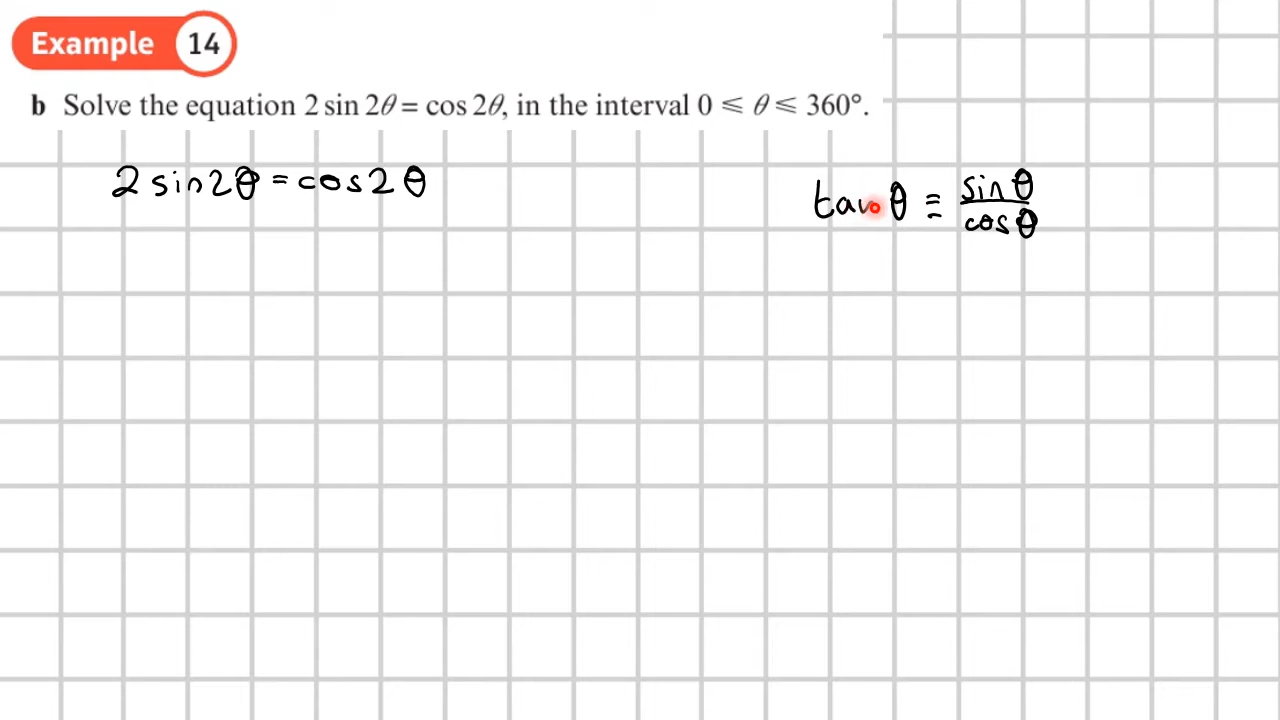 Example 14
b Solve the equation 2 sin 2θ = cos 2θ, in the interval 0 ⩽ θ ⩽ 360°.
2 sin 2θ = cos 2θ
tan θ ≡ sin θ / cos θ